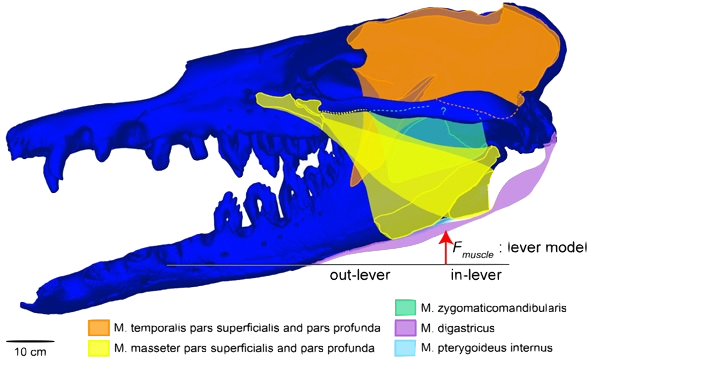 ?
F muscle : lever model
out-lever in-lever
M. temporalis pars superficialis and pars profunda
M. masseter pars superficialis and pars profunda
M. zygomaticomandibularis
M. digastricus
M. pterygoideus internus
10 cm